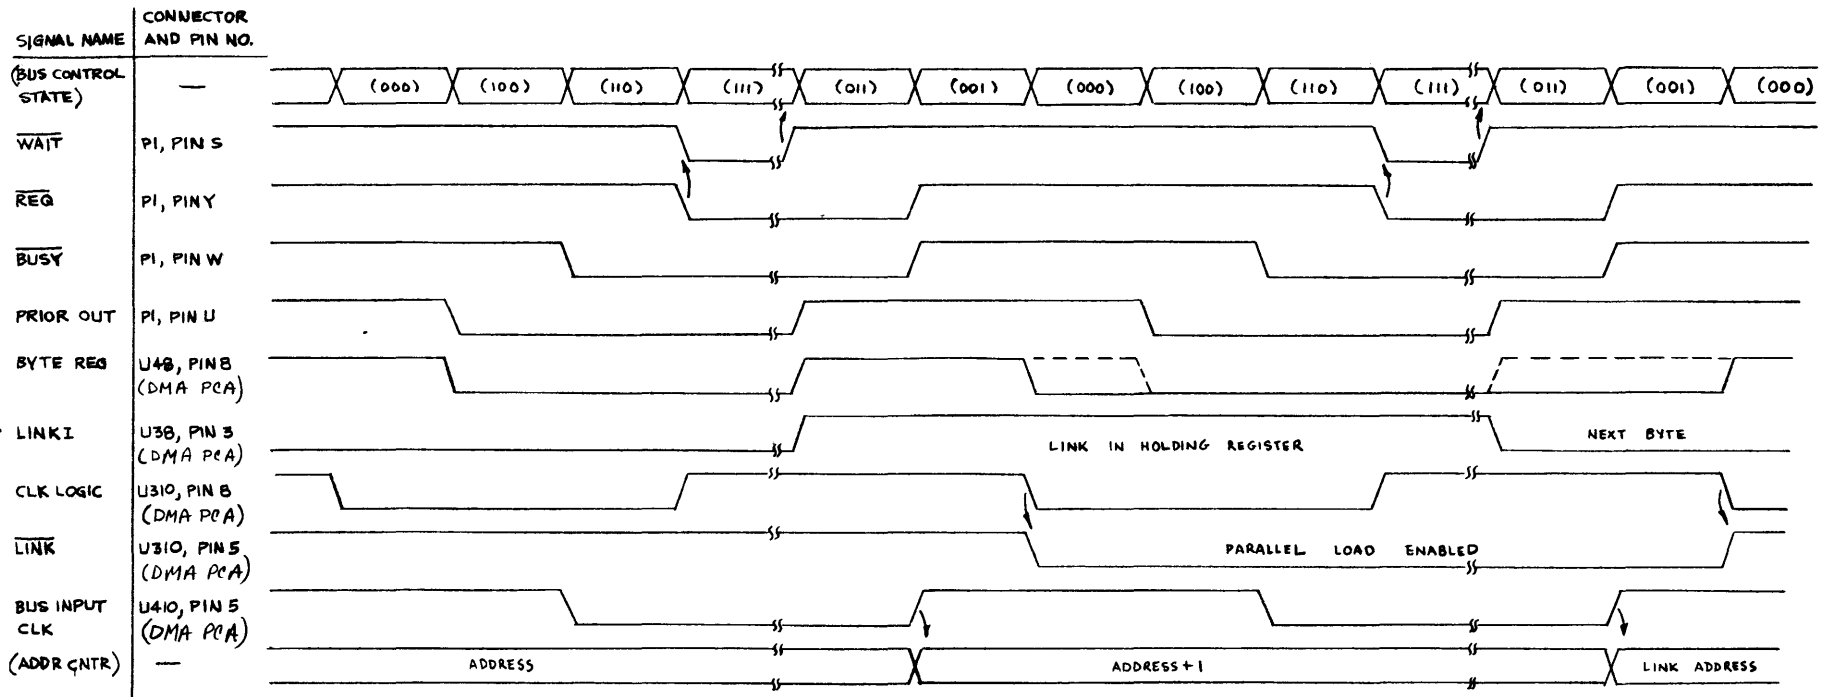 SIGNAL NAME
CONNECTOR
AND PIN NO.
(BUS CONTROL
STATE)
—
(000) (100) (110) (111) (011) (001) (000) (100) (110) (111) (011) (001) (000)
WAIT P1, PIN S
REQ P1, PIN Y
BUSY P1, PIN W
PRIOR OUT P1, PIN U
BYTE REQ U48, PIN 8
(DMA PCA)
LINK I U38, PIN 3
(DMA PCA)
LINK IN HOLDING REGISTER
NEXT BYTE
CLK LOGIC U310, PIN 8
(DMA PCA)
LINK U310, PIN 5
(DMA PCA)
PARALLEL LOAD ENABLED
BUS INPUT
CLK
U410, PIN 5
(DMA PCA)
(ADDR CNTR) —
ADDRESS ADDRESS+1 LINK ADDRESS